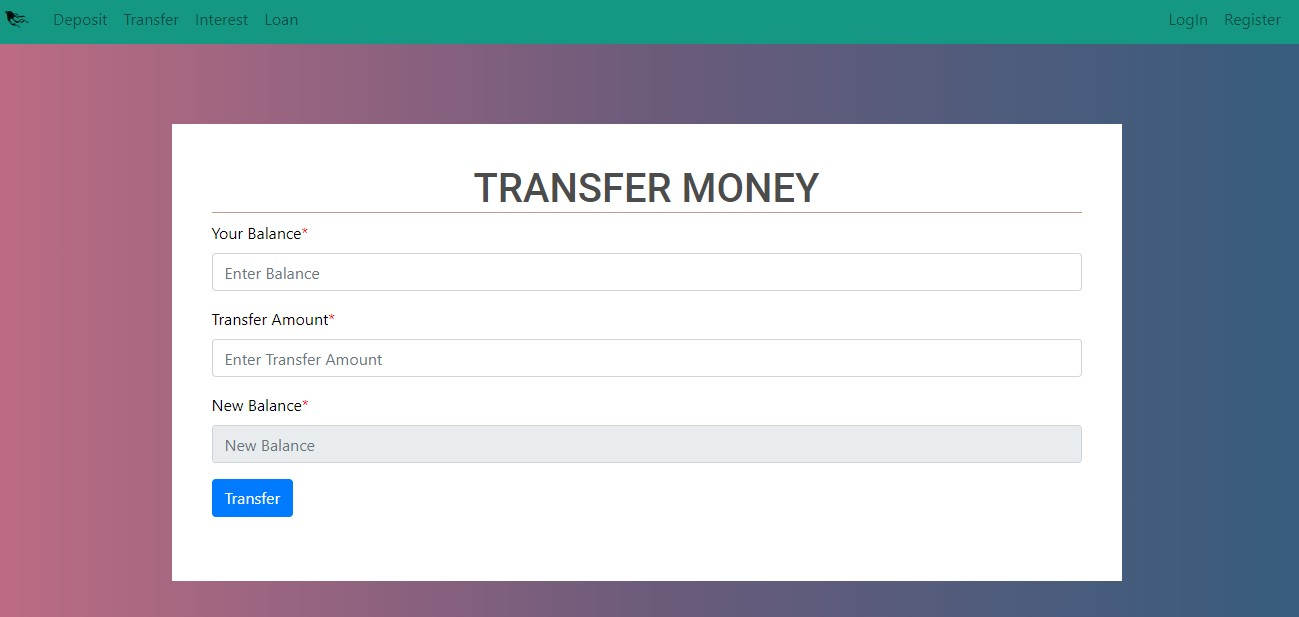 Deposit Transfer Interest Loan LogIn Register
TRANSFER MONEY
Your Balance*
Enter Balance
Transfer Amount*
Enter Transfer Amount
New Balance*
New Balance
Transfer